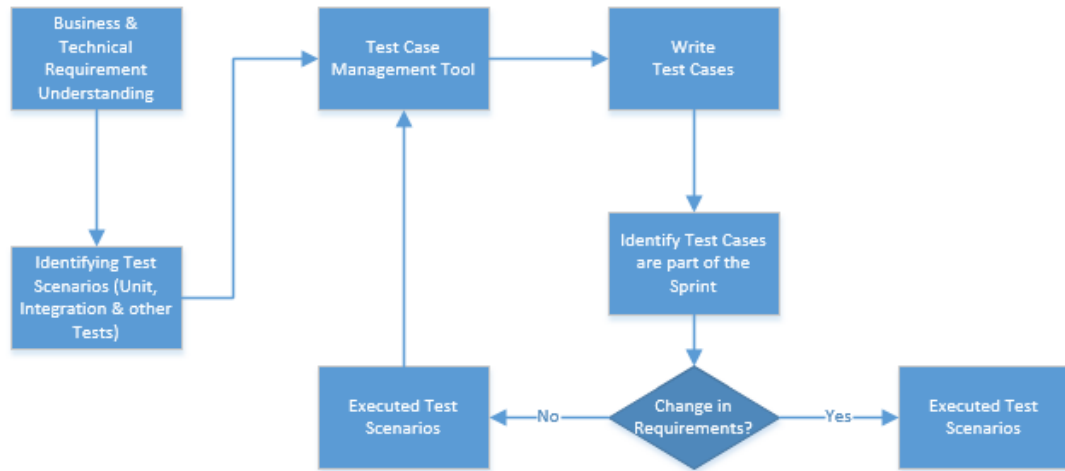 Business &
Technical
Requirement
Understanding
Test Case
Management Tool
Write
Test Cases
Identifying Test
Scenarios (Unit,
Integration & other
Tests)
Identify Test Cases
are part of the
Sprint
Executed Test
Scenarios
No
Change in
Requirements?
Yes
Executed Test
Scenarios